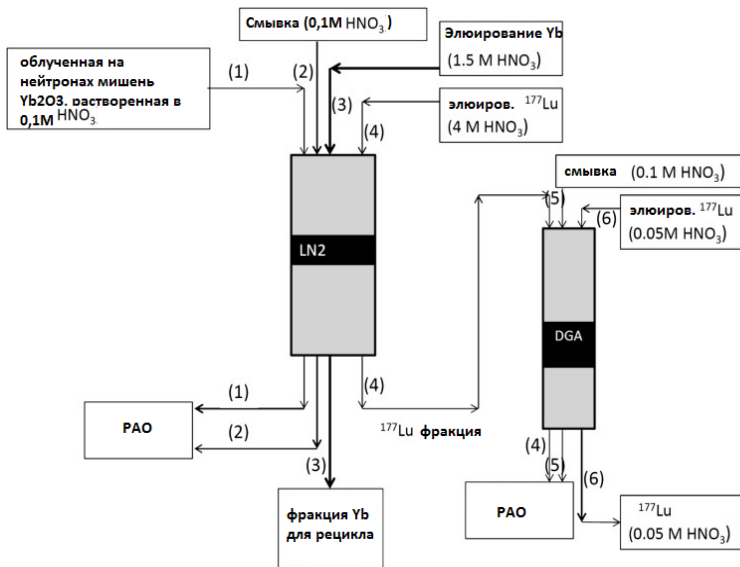 Смывка (0,1М HNO₃)
Элюирование Yb
(1.5 M HNO₃)
облученная на
нейтронах мишень
Yb2O3, растворенная в
0,1М HNO₃
(1)
(2)
(3)
(4)
элюиров. ¹⁷⁷Lu
(4 M HNO₃)
смывка (0.1 M HNO₃)
(5)
(6)
элюиров. ¹⁷⁷Lu
(0.05M HNO₃)
LN2
DGA
(1)
РАО
(2)
(3)
(4)
¹⁷⁷Lu фракция
фракция Yb
для рецикла
(4)
(5)
(6)
РАО
¹⁷⁷Lu
(0.05 M HNO₃)